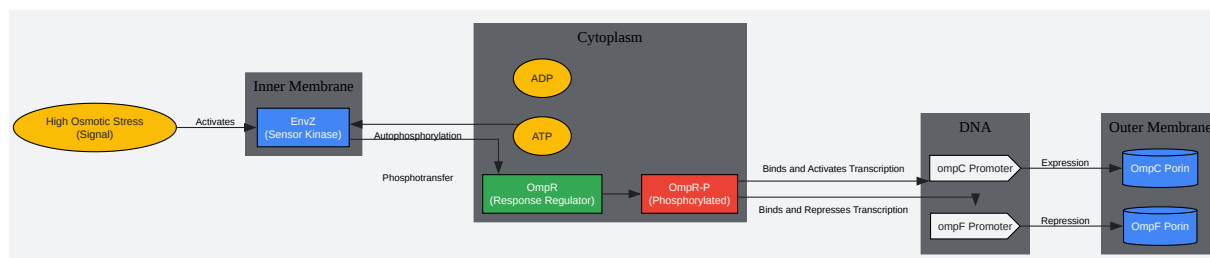 Cytoplasm
ADP
Inner Membrane
High Osmotic Stress
(Signal)
Activates
EnvZ
(Sensor Kinase)
Autophosphorylation
ATP
Phosphotransfer
OmpR
(Response Regulator)
OmpR-P
(Phosphorylated)
Binds and Activates Transcription
Binds and Represses Transcription
DNA
ompC Promoter
ompF Promoter
Expression
Repression
Outer Membrane
OmpC Porin
OmpF Porin